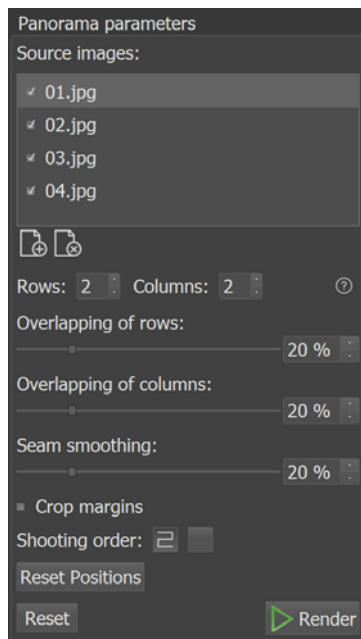 Panorama parameters
Source images:
01.jpg
02.jpg
03.jpg
04.jpg
Rows: 2 Columns: 2 ?
Overlapping of rows:
20 %
Overlapping of columns:
20 %
Seam smoothing:
20 %
Crop margins
Shooting order:
Reset Positions
Reset Render